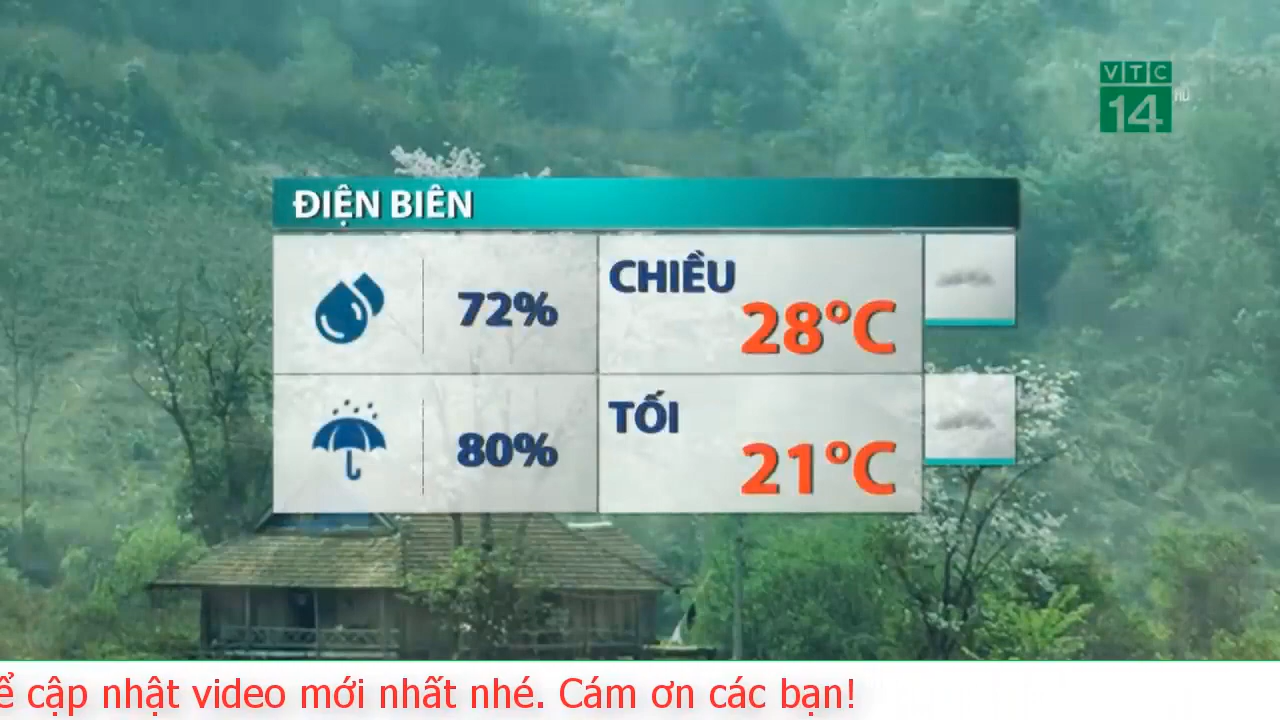 VTC
14
HD
ĐIỆN BIÊN
72%
CHIỀU
28°C
80%
TỐI
21°C
ể cập nhật video mới nhất nhé. Cám ơn các bạn!